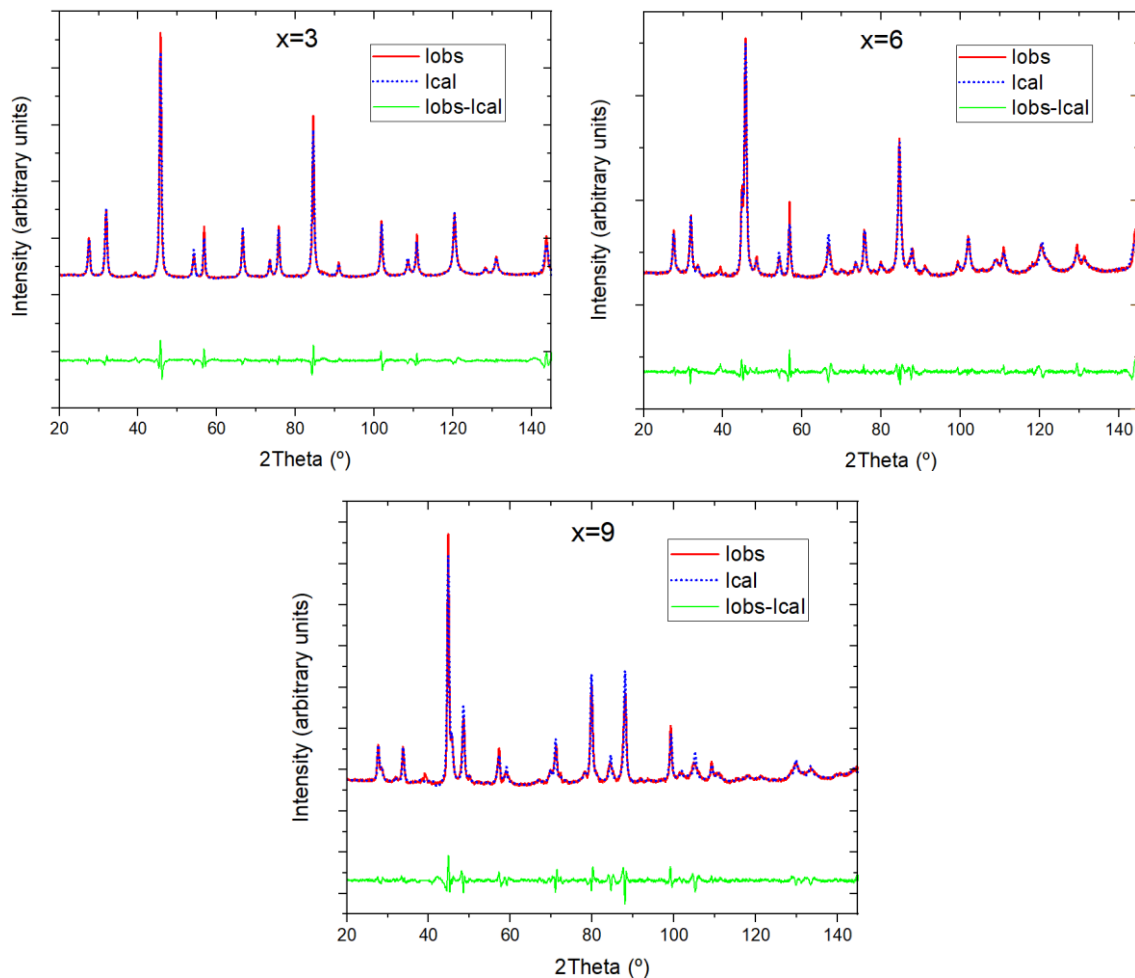 x=3
Iobs
Ical
Iobs-Ical
Intensity (arbitrary units)
20 40 60 80 100 120 140
2Theta (º)
x=6
Iobs
Ical
Iobs-Ical
Intensity (arbitrary units)
20 40 60 80 100 120 140
2Theta (º)
x=9
Iobs
Ical
Iobs-Ical
Intensity (arbitrary units)
20 40 60 80 100 120 140
2Theta (º)